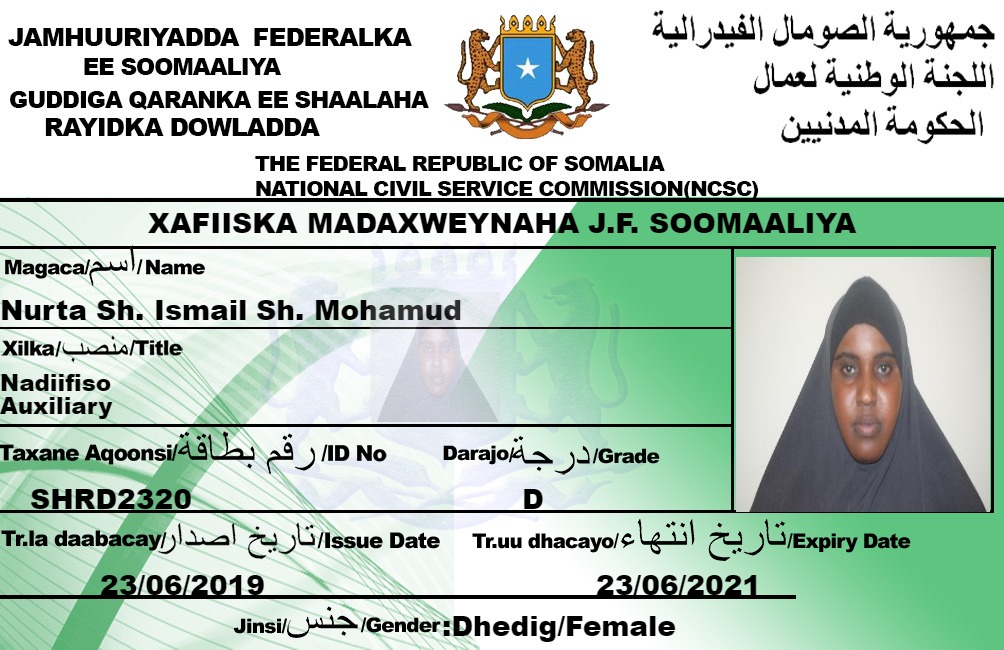 JAMHUURIYADDA FEDERALKA
EE SOOMAALIYA
GUDDIGA QARANKA EE SHAALAHA
RAYIDKA DOWLADDA
جمهورية الصومال الفيدرالية
اللجنة الوطنية لعمال
الحكومة المدنيين
THE FEDERAL REPUBLIC OF SOMALIA
NATIONAL CIVIL SERVICE COMMISSION(NCSC)
XAFIISKA MADAXWEYNAHA J.F. SOOMAALIYA
Magaca/اسم/Name
Nurta Sh. Ismail Sh. Mohamud
Xilka/منصب/Title
Nadiifiso
Auxiliary
Taxane Aqoonsi/رقم بطاقة/ID No
SHRD2320
Darajo/درجة/Grade
D
Tr.la daabacay/تاريخ اصدار/Issue Date
23/06/2019
Tr.uu dhacayo/تاريخ انتهاء/Expiry Date
23/06/2021
Jinsi/جنس/Gender:Dhedig/Female